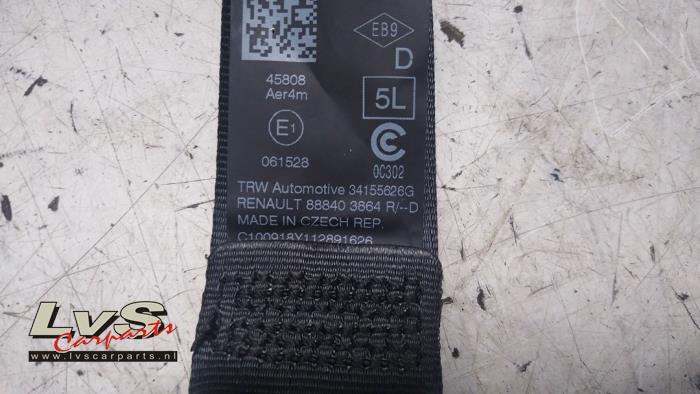 EB9
D
45808
Aer4m
5L
E1
061528
CCC
0C302
TRW Automotive 34155626G
RENAULT 88840 3864 R/--D
MADE IN CZECH REP.
C100918Y112891626
LvS
Carparts
www.lvscarparts.nl